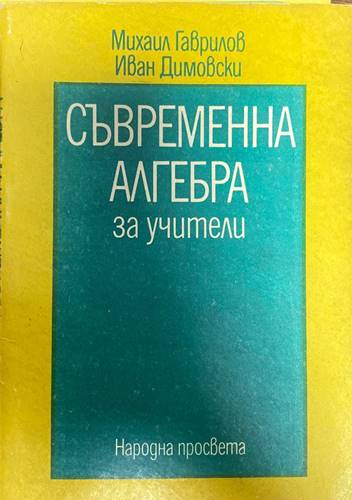 Михаил Гаврилов
Иван Димовски
СЪВРЕМЕННА
АЛГЕБРА
за учители
Народна просвета